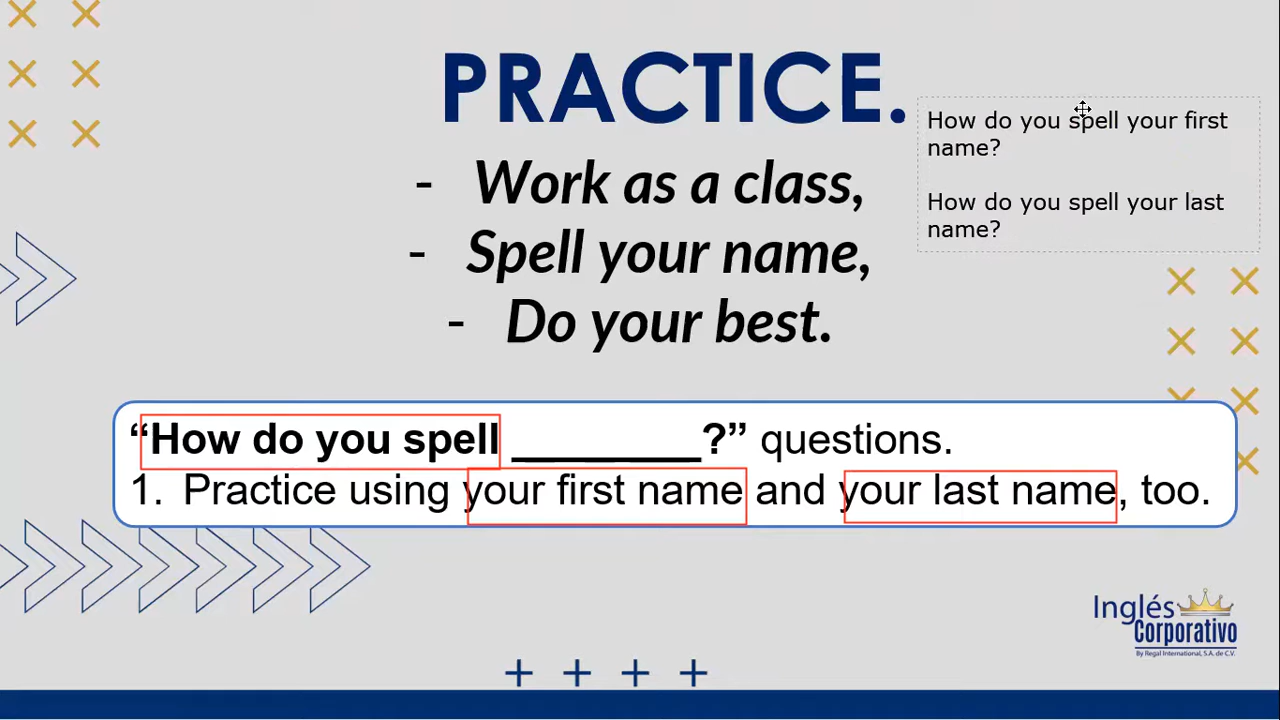 PRACTICE.
- Work as a class,
- Spell your name,
- Do your best.
How do you spell your first
name?
How do you spell your last
name?
“How do you spell ________?” questions.
1. Practice using your first name and your last name, too.
Inglés
Corporativo
By Regal International, S.A. de C.V.